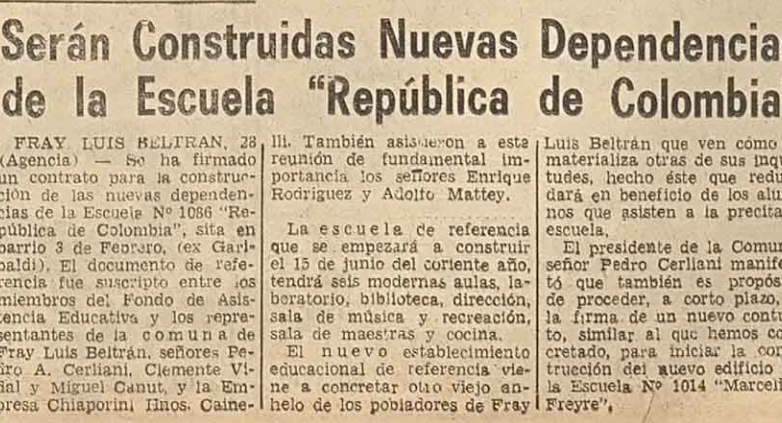 Serán Construidas Nuevas Dependencia
de la Escuela "República de Colombia
FRAY LUIS BELTRAN, 28
(Agencia) — Se ha firmado
un contrato para la construc-
ción de las nuevas dependen-
cias de la Escuela Nº 1086 "Re-
pública de Colombia", sita en
barrio 3 de Febrero, (ex Gari-
baldi). El documento de refe-
rencia fue suscripto entre los
miembros del Fondo de Asis-
tencia Educativa y los repre-
sentantes de la comuna de
Fray Luis Beltrán, señores Pe-
dro A. Cerliani, Clemente Vi-
dal y Miguel Canut, y la Em-
presa Chiaporini Hnos. Caine-
lli. También asistieron a esta
reunión de fundamental im-
portancia los señores Enrique
Rodríguez y Adolfo Mattey.
La escuela de referencia
que se empezará a construir
el 15 de junio del coriente año,
tendrá seis modernas aulas, la-
boratorio, biblioteca, dirección,
sala de música y recreación,
sala de maestras y cocina.
El nuevo establecimiento
educacional de referencia vie-
ne a concretar otro viejo an-
helo de los pobladores de Fray
Luis Beltrán que ven cómo
materializa otras de sus inqu
tudes, hecho éste que redu
dará en beneficio de los alu
nos que asisten a la precita
escuela.
El presidente de la Comu
señor Pedro Cerliani manife
tó que también es propós
de proceder, a corto plazo,
la firma de un nuevo contr
to, similar al que hemos co
cretado, para iniciar la con
trucción del nuevo edificio
la Escuela Nº 1014 "Marceli
Freyre",